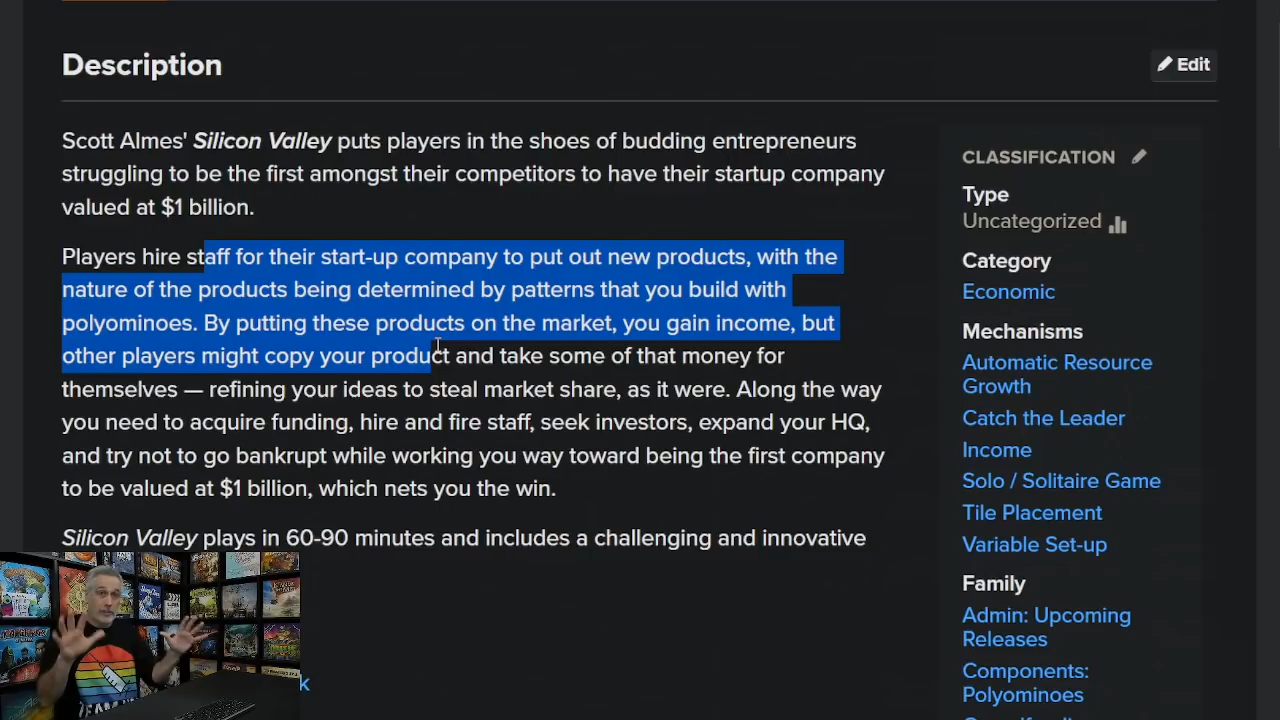 Description
Edit
Scott Almes' Silicon Valley puts players in the shoes of budding entrepreneurs
struggling to be the first amongst their competitors to have their startup company
valued at $1 billion.
Players hire staff for their start-up company to put out new products, with the
nature of the products being determined by patterns that you build with
polyominoes. By putting these products on the market, you gain income, but
other players might copy your product and take some of that money for
themselves — refining your ideas to steal market share, as it were. Along the way
you need to acquire funding, hire and fire staff, seek investors, expand your HQ,
and try not to go bankrupt while working you way toward being the first company
to be valued at $1 billion, which nets you the win.
Silicon Valley plays in 60-90 minutes and includes a challenging and innovative
CLASSIFICATION
Type
Uncategorized
Category
Economic
Mechanisms
Automatic Resource
Growth
Catch the Leader
Income
Solo / Solitaire Game
Tile Placement
Variable Set-up
Family
Admin: Upcoming
Releases
Components:
Polyominoes